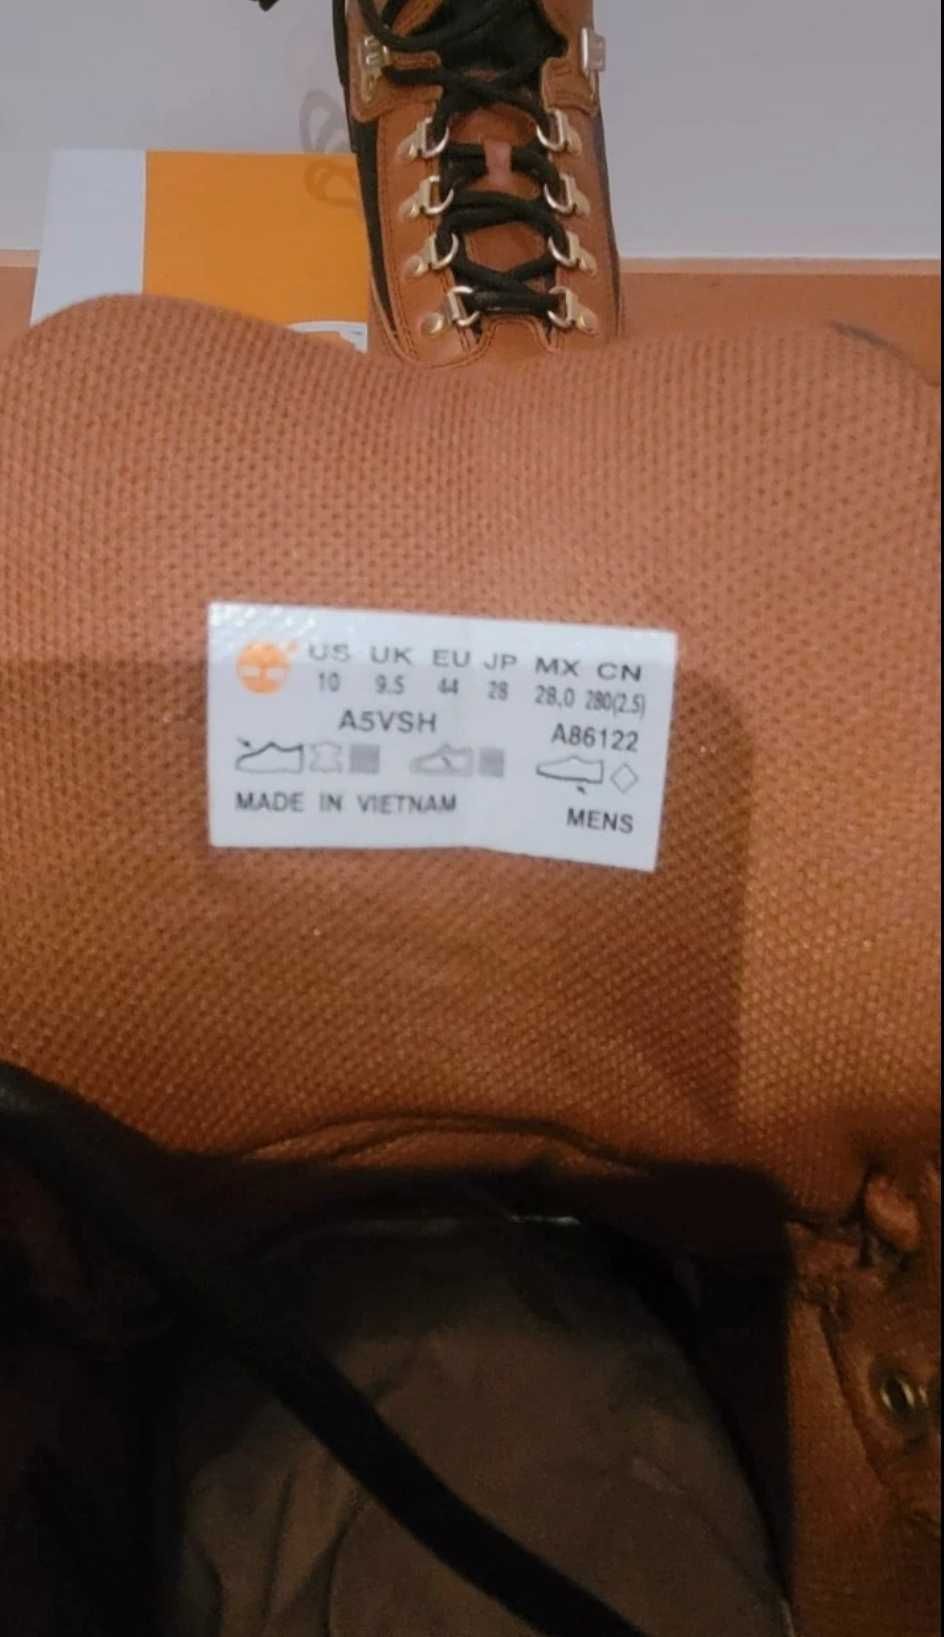 US UK EU JP MX CN
10 9.5 44 28 28,0 280(2.5)
A5VSH A86122
MADE IN VIETNAM MENS